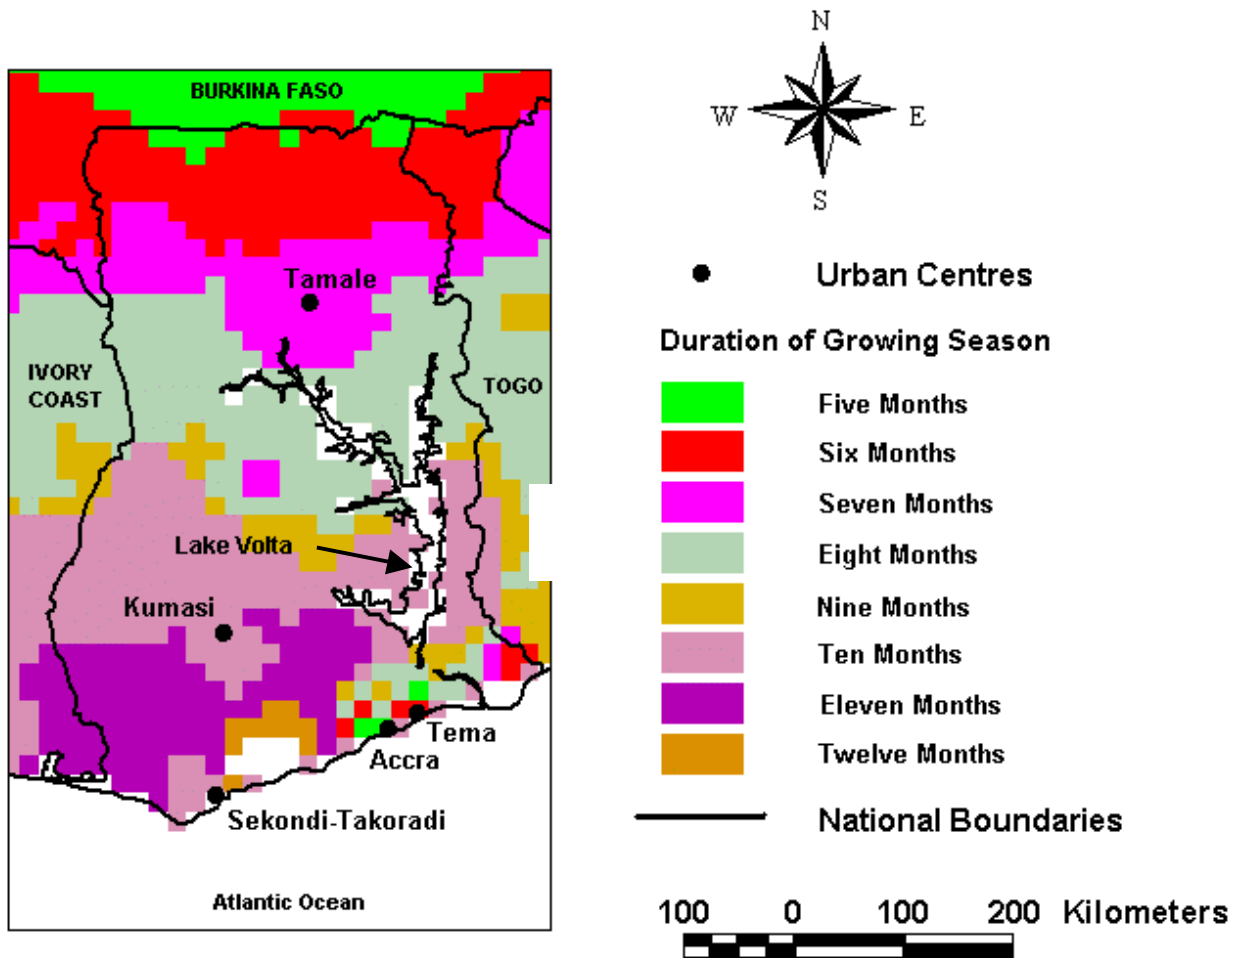 BURKINA FASO
Tamale
IVORY
COAST
TOGO
Lake Volta
Kumasi
Tema
Accra
Sekondi-Takoradi
Atlantic Ocean
N
W
E
S
Urban Centres
Duration of Growing Season
Five Months
Six Months
Seven Months
Eight Months
Nine Months
Ten Months
Eleven Months
Twelve Months
National Boundaries
100 0 100 200 Kilometers